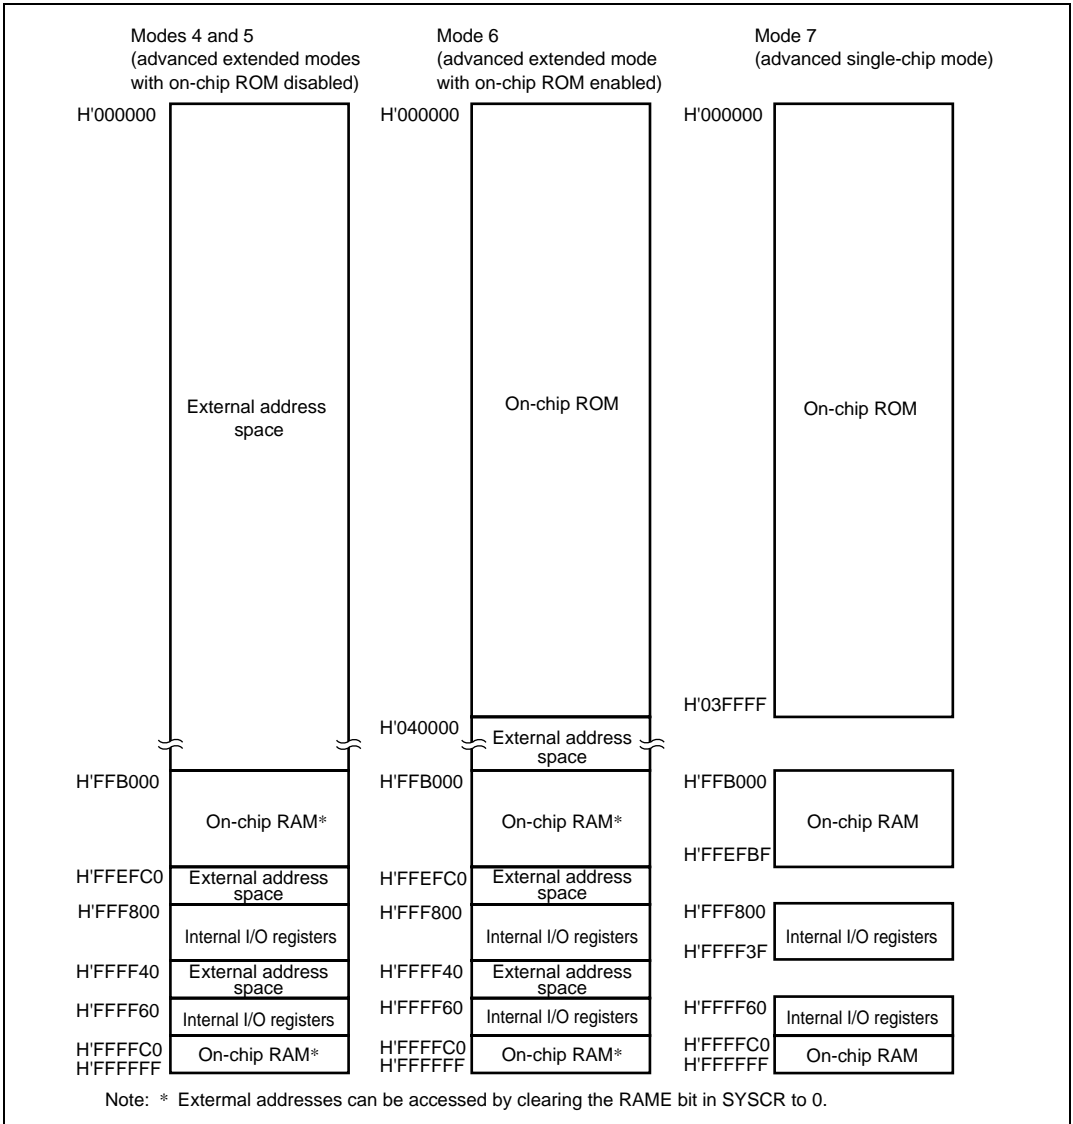 Modes 4 and 5
(advanced extended modes
with on-chip ROM disabled)
Mode 6
(advanced extended mode
with on-chip ROM enabled)
Mode 7
(advanced single-chip mode)
H'000000
External address
space
H'FFB000
On-chip RAM*
H'FFEFC0
External address
space
H'FFF800
Internal I/O registers
H'FFFF40
External address
space
H'FFFF60
Internal I/O registers
H'FFFFC0
On-chip RAM*
H'FFFFFF
H'000000
On-chip ROM
H'040000
External address
space
H'FFB000
On-chip RAM*
H'FFEFC0
External address
space
H'FFF800
Internal I/O registers
H'FFFF40
External address
space
H'FFFF60
Internal I/O registers
H'FFFFC0
On-chip RAM*
H'FFFFFF
H'000000
On-chip ROM
H'03FFFF
H'FFB000
On-chip RAM
H'FFEFBF
H'FFF800
Internal I/O registers
H'FFFF3F
H'FFFF60
Internal I/O registers
H'FFFFC0
On-chip RAM
H'FFFFFF
Note: * Extermal addresses can be accessed by clearing the RAME bit in SYSCR to 0.